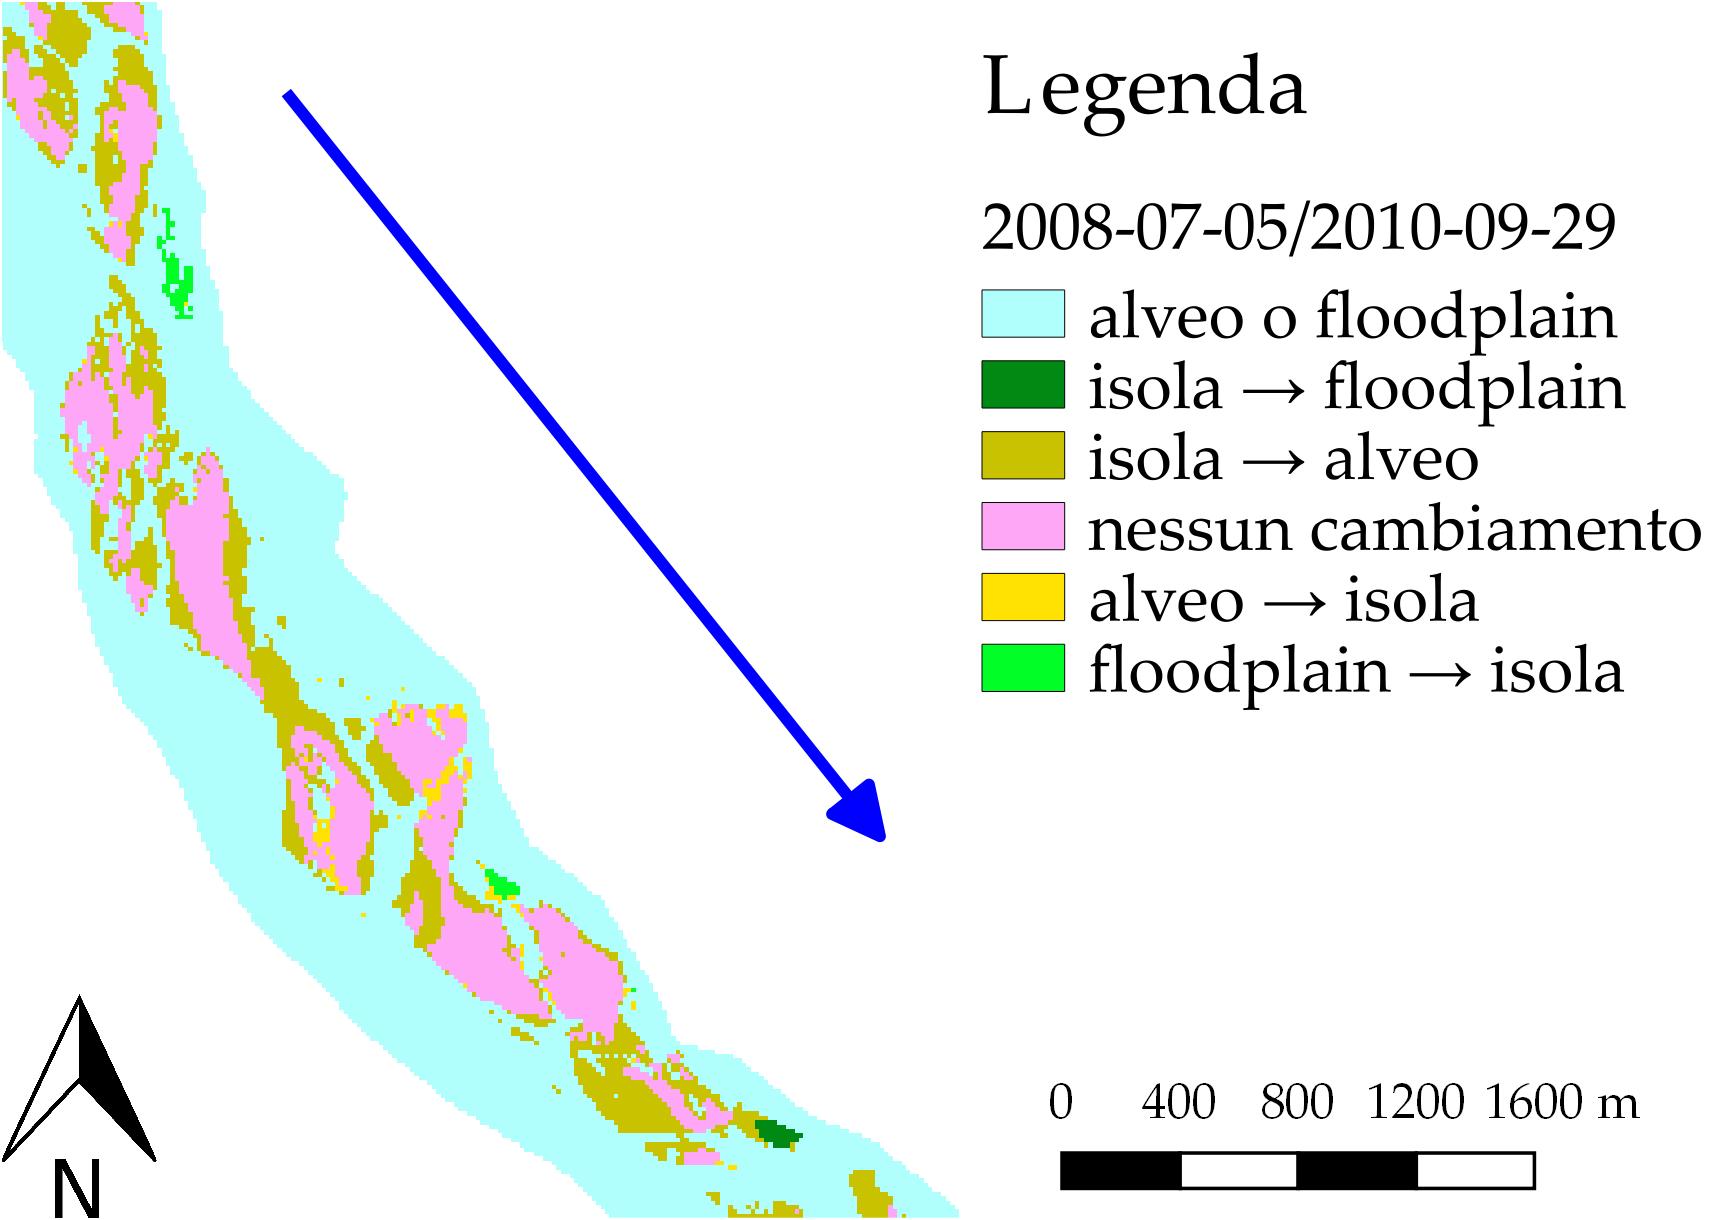 Legenda
2008-07-05/2010-09-29
alveo o floodplain
isola → floodplain
isola → alveo
nessun cambiamento
alveo → isola
floodplain → isola
0 400 800 1200 1600 m
N